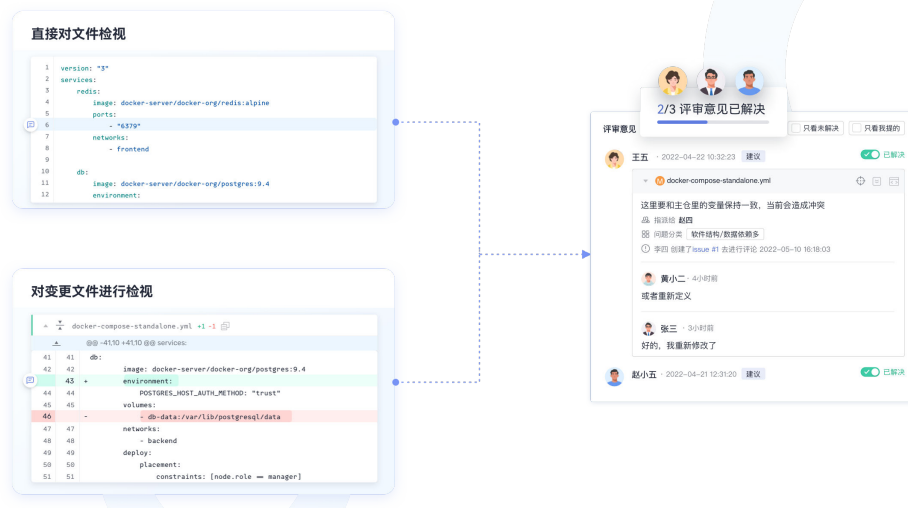 直接对文件检视
1 version: "3"
2 services:
3 redis:
4 image: docker-server/docker-org/redis:alpine
5 ports:
6 - "6379"
7 networks:
8 - frontend
9
10 db:
11 image: docker-server/docker-org/postgres:9.4
12 environment:
对变更文件进行检视
docker-compose-standalone.yml +1 -1
@@ -41,10 +41,10 @@ services:
41 41 db:
42 42 image: docker-server/docker-org/postgres:9.4
43 + environment:
44 44 POSTGRES_HOST_AUTH_METHOD: "trust"
45 45 volumes:
46 - - db-data:/var/lib/postgresql/data
47 47 networks:
48 48 - backend
49 49 deploy:
50 50 placement:
51 51 constraints: [node.role == manager]
2/3 评审意见已解决
评审意见 只看未解决 只看我提的
王五 · 2022-04-22 10:32:23 建议 已解决
M docker-compose-standalone.yml
这里要和主仓里的变量保持一致，当前会造成冲突
指派给 赵四
问题分类 软件结构/数据依赖多
李四 创建了issue #1 去进行评论 2022-05-10 16:18:03
黄小二 · 4小时前
或者重新定义
张三 · 3小时前
好的，我重新修改了
赵小五 · 2022-04-21 12:31:20 建议 已解决